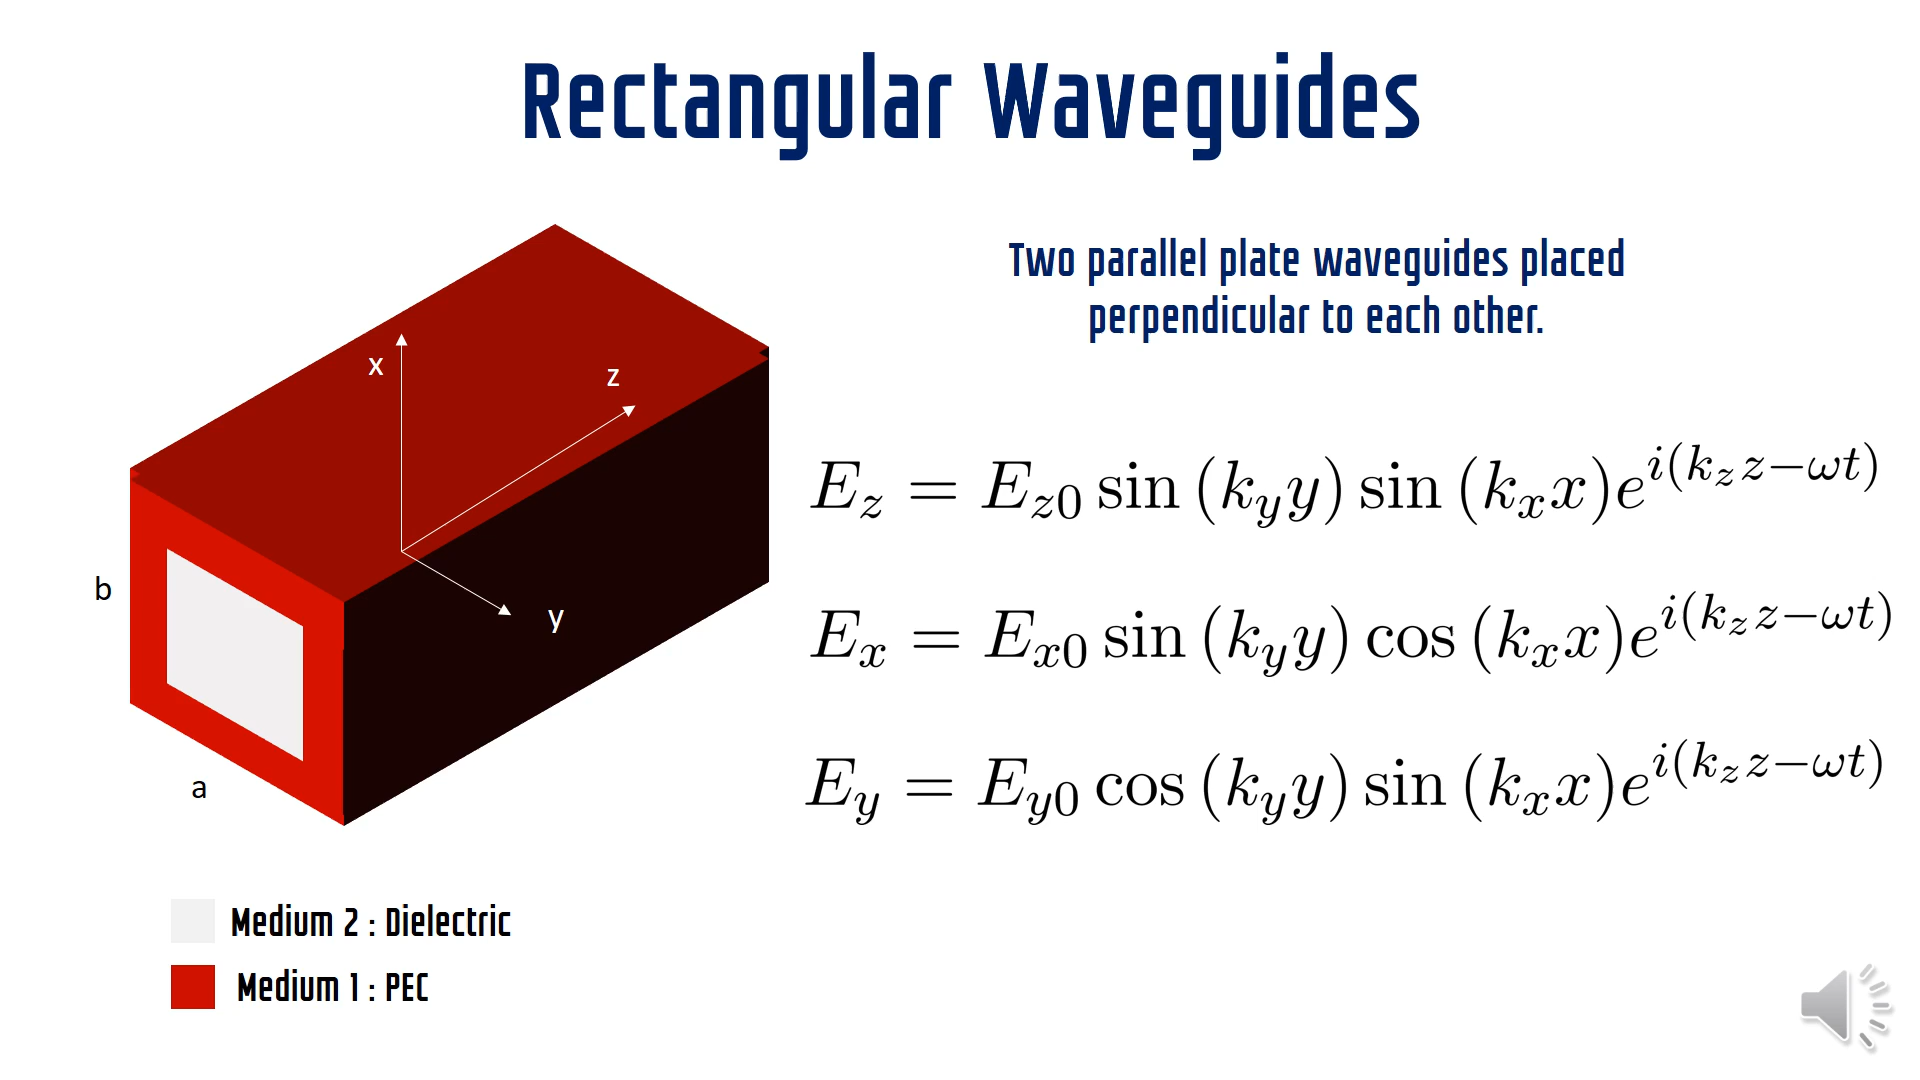 Rectangular Waveguides
Two parallel plate waveguides placed
perpendicular to each other.
x
z
y
b
a
E_z = E_{z0} sin (k_y y) sin (k_x x)e^{i(k_z z−ωt)}
E_x = E_{x0} sin (k_y y) cos (k_x x)e^{i(k_z z−ωt)}
E_y = E_{y0} cos (k_y y) sin (k_x x)e^{i(k_z z−ωt)}
Medium 2 : Dielectric
Medium 1 : PEC